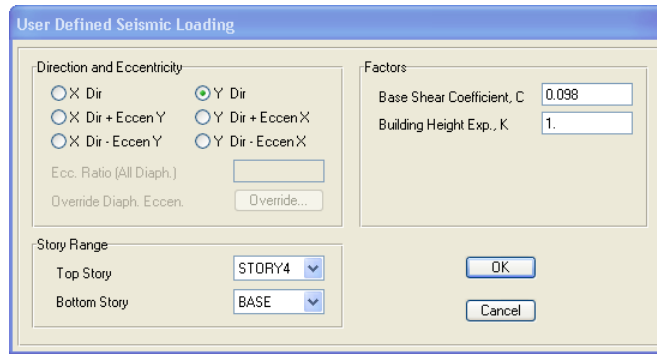 User Defined Seismic Loading
Direction and Eccentricity
X Dir
Y Dir
X Dir + Eccen Y
Y Dir + Eccen X
X Dir - Eccen Y
Y Dir - Eccen X
Ecc. Ratio (All Diaph.)
Override Diaph. Eccen.
Override...
Factors
Base Shear Coefficient, C
0.098
Building Height Exp., K
1.
Story Range
Top Story
STORY4
Bottom Story
BASE
OK
Cancel